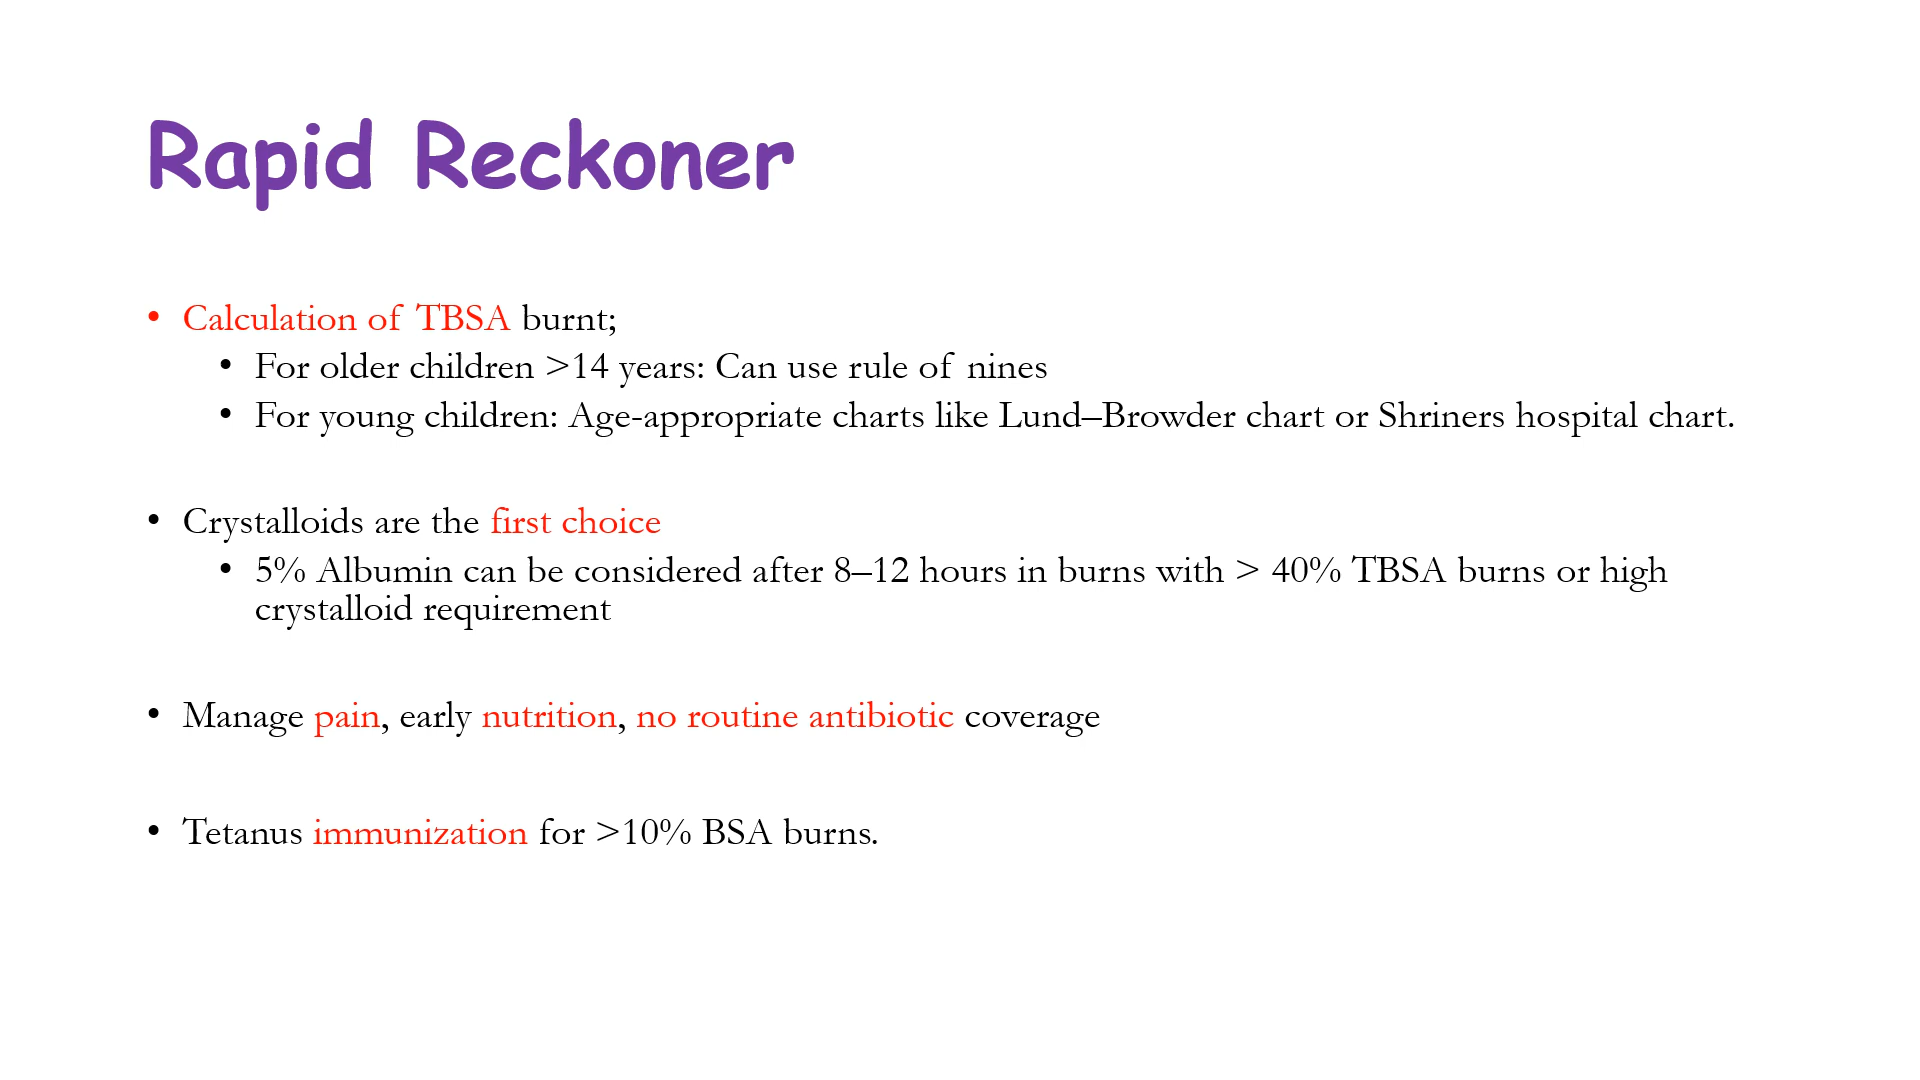 Rapid Reckoner
• Calculation of TBSA burnt;
• For older children >14 years: Can use rule of nines
• For young children: Age-appropriate charts like Lund–Browder chart or Shriners hospital chart.
• Crystalloids are the first choice
• 5% Albumin can be considered after 8–12 hours in burns with > 40% TBSA burns or high
crystalloid requirement
• Manage pain, early nutrition, no routine antibiotic coverage
• Tetanus immunization for >10% BSA burns.